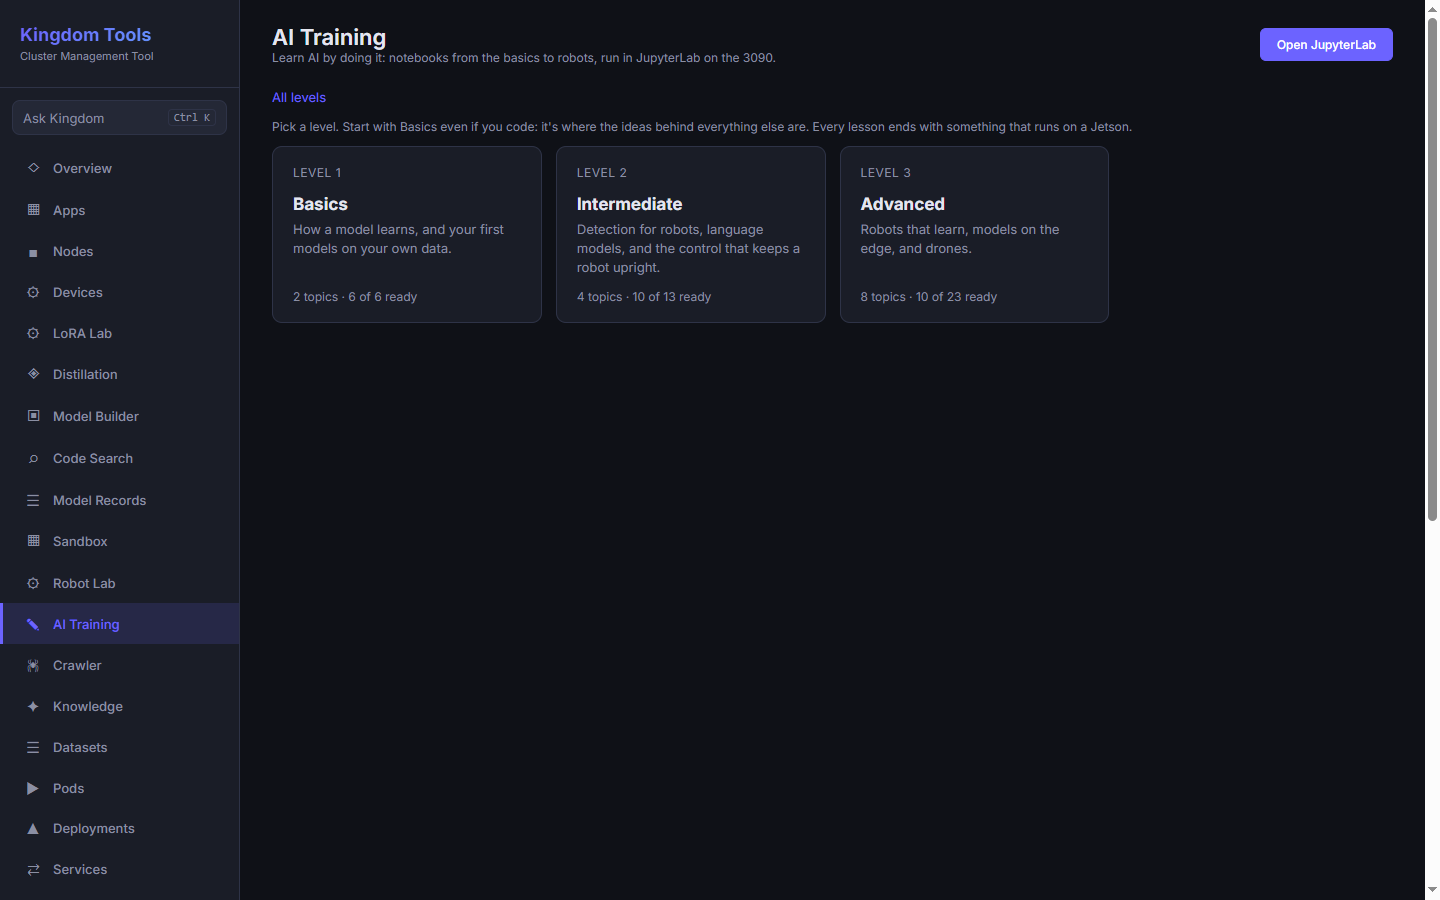 Kingdom Tools
Cluster Management Tool
Ask Kingdom
Ctrl K
Overview
Apps
Nodes
Devices
LoRA Lab
Distillation
Model Builder
Code Search
Model Records
Sandbox
Robot Lab
AI Training
Crawler
Knowledge
Datasets
Pods
Deployments
Services
AI Training
Learn AI by doing it: notebooks from the basics to robots, run in JupyterLab on the 3090.
Open JupyterLab
All levels
Pick a level. Start with Basics even if you code: it's where the ideas behind everything else are. Every lesson ends with something that runs on a Jetson.
LEVEL 1
Basics
How a model learns, and your first
models on your own data.
2 topics · 6 of 6 ready
LEVEL 2
Intermediate
Detection for robots, language
models, and the control that keeps a
robot upright.
4 topics · 10 of 13 ready
LEVEL 3
Advanced
Robots that learn, models on the
edge, and drones.
8 topics · 10 of 23 ready